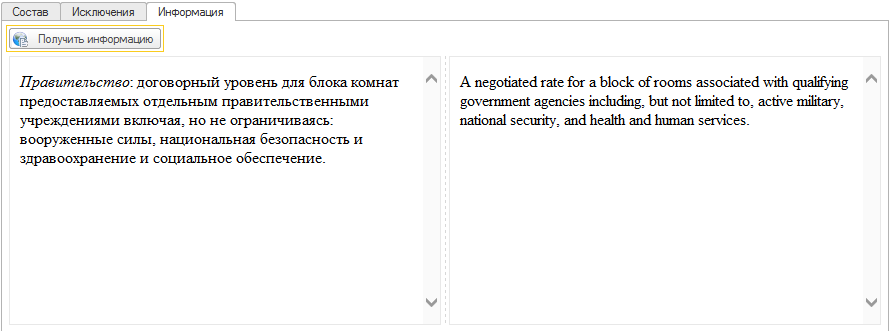 Состав Исключения Информация
Получить информацию
Правительство: договорный уровень для блока комнат
предоставляемых отдельным правительственными
учреждениями включая, но не ограничиваясь:
вооруженные силы, национальная безопасность и
здравоохранение и социальное обеспечение.
A negotiated rate for a block of rooms associated with qualifying
government agencies including, but not limited to, active military,
national security, and health and human services.